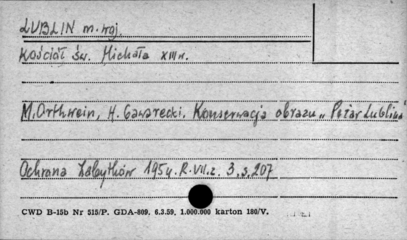 LUBLIN m. woj.
Kościół św. Michała XIII w.
M. Orthwein, H. Gawarecki. Konserwacja obrazu „Pożar Lublina"
Ochrona Zabytków 1954. R. VII. z. 3. s. 207
CWD B-15b Nr 515/P. GDA-809. 6.3.59. 1.000.000 karton 180/V.